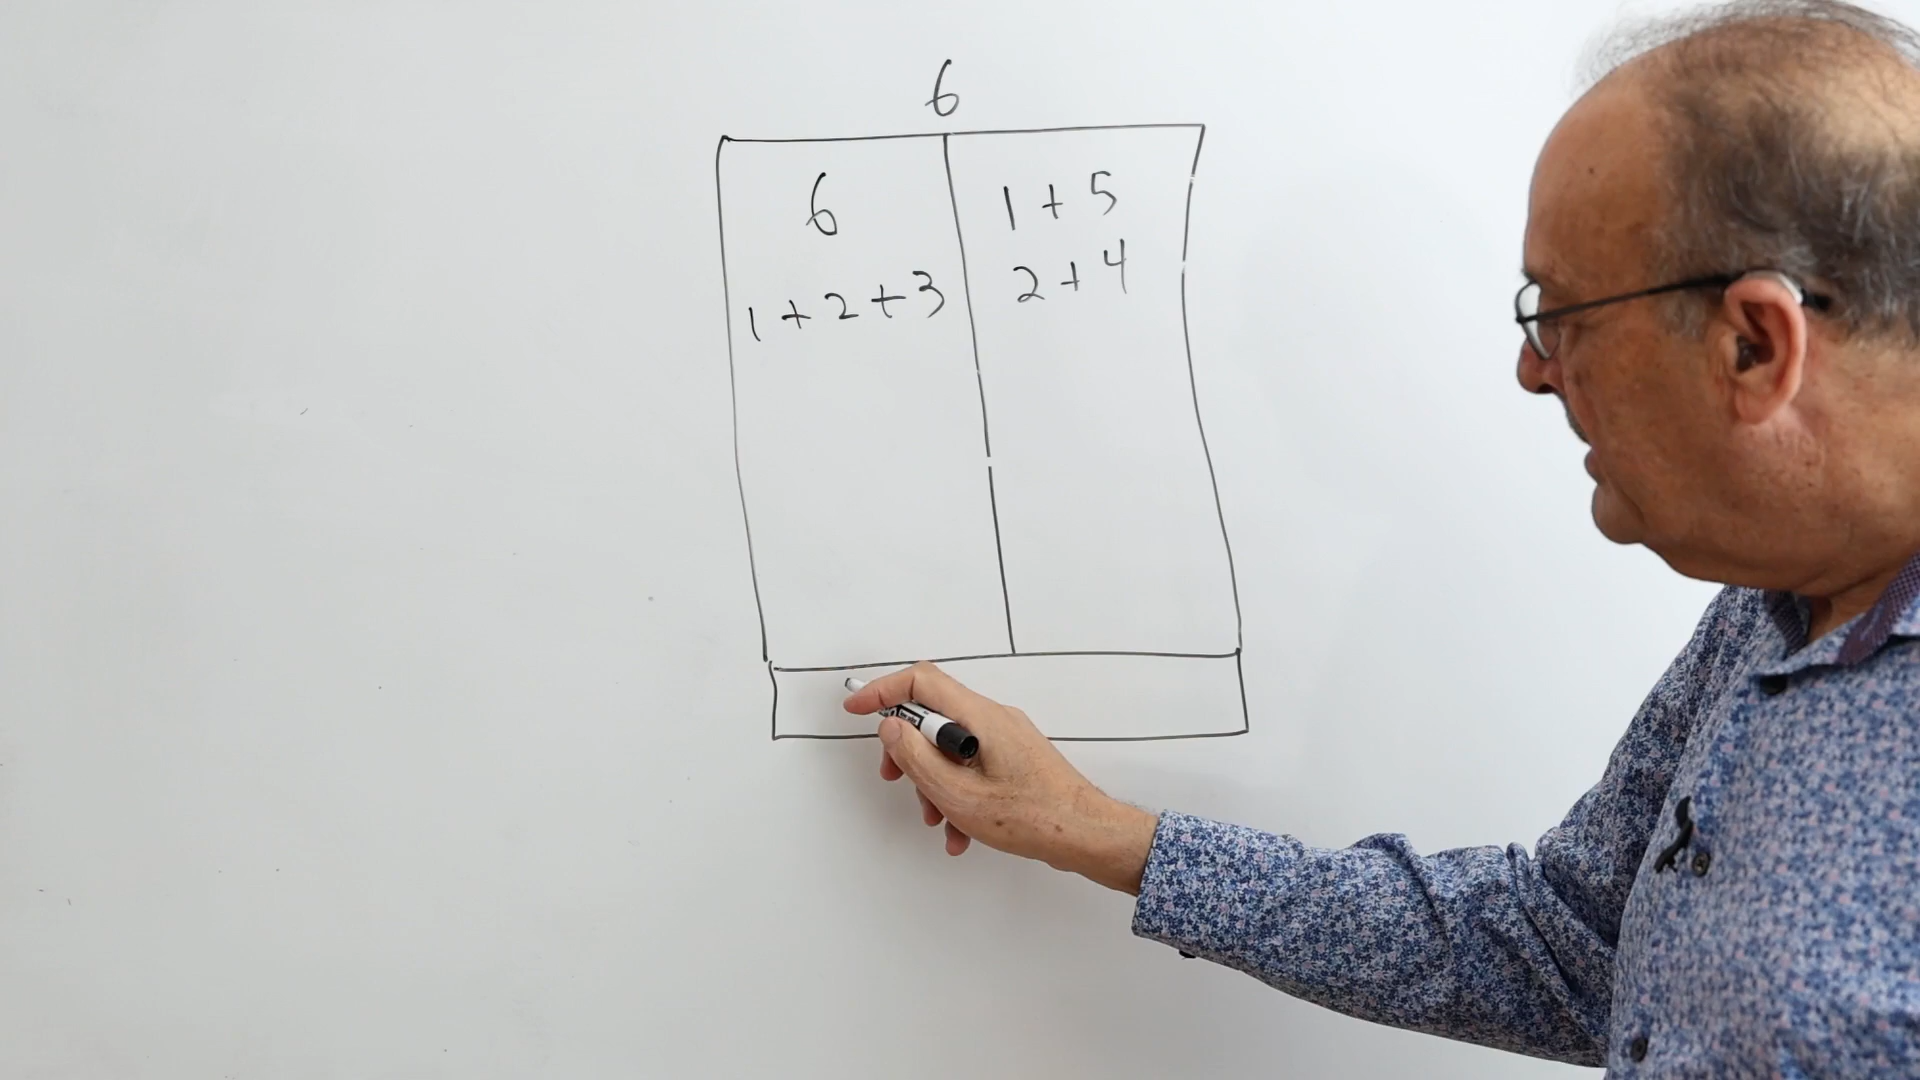 6
6
1 + 2 + 3
1 + 5
2 + 4